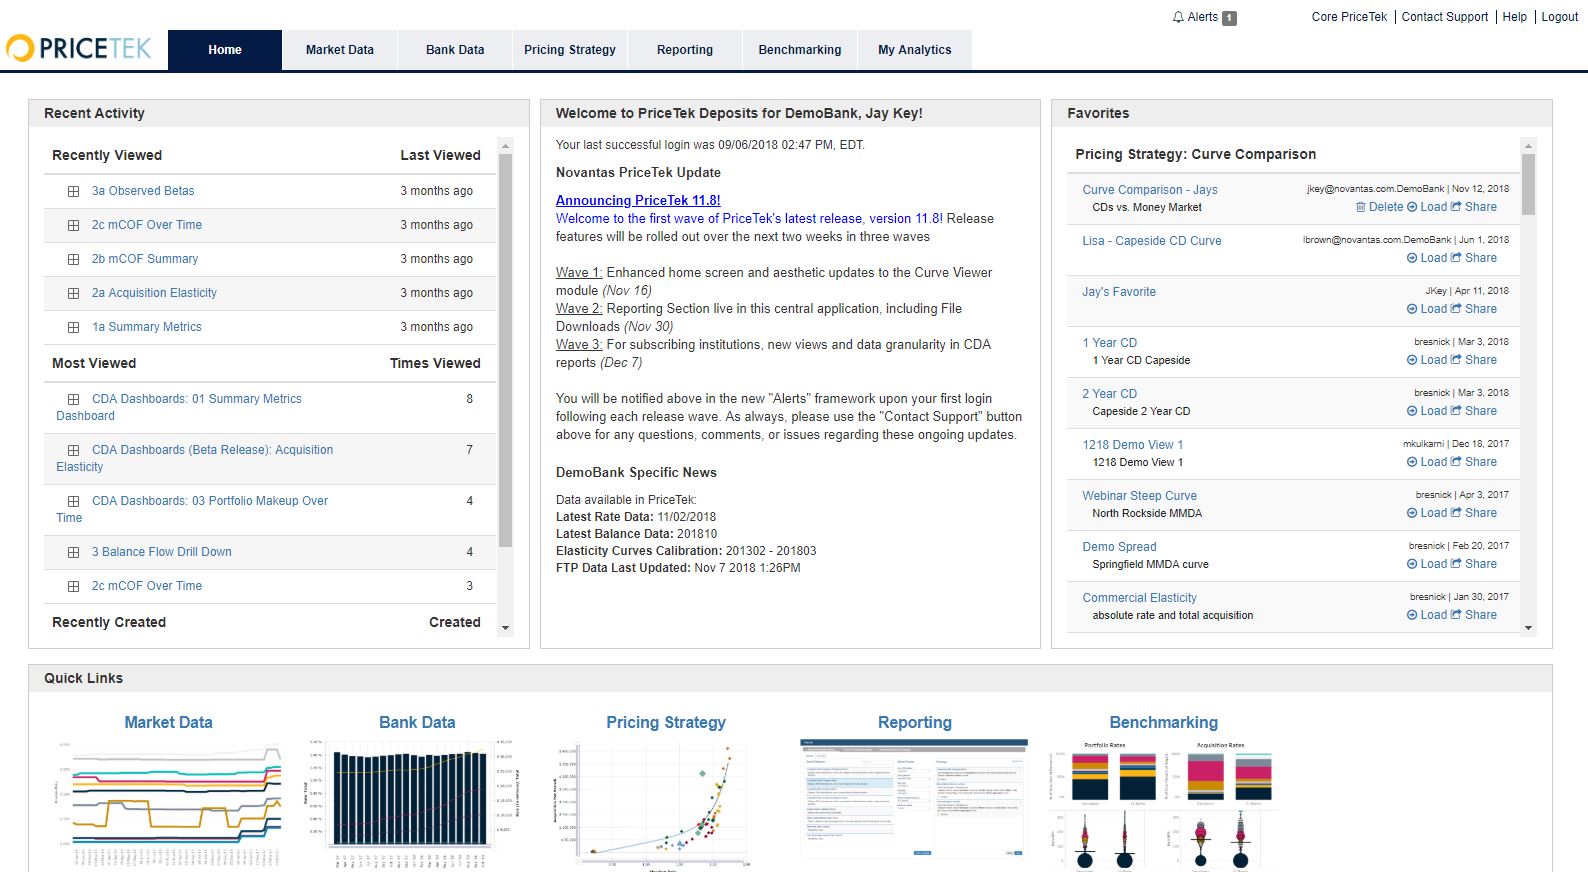 Alerts 1
Core PriceTek | Contact Support | Help | Logout
PRICETEK
Home
Market Data
Bank Data
Pricing Strategy
Reporting
Benchmarking
My Analytics
Recent Activity
Recently Viewed Last Viewed
3a Observed Betas 3 months ago
2c mCOF Over Time 3 months ago
2b mCOF Summary 3 months ago
2a Acquisition Elasticity 3 months ago
1a Summary Metrics 3 months ago
Most Viewed Times Viewed
CDA Dashboards: 01 Summary Metrics 8
Dashboard
CDA Dashboards (Beta Release): Acquisition 7
Elasticity
CDA Dashboards: 03 Portfolio Makeup Over 4
Time
3 Balance Flow Drill Down 4
2c mCOF Over Time 3
Recently Created Created
Welcome to PriceTek Deposits for DemoBank, Jay Key!
Your last successful login was 09/06/2018 02:47 PM, EDT.
Novantas PriceTek Update
Announcing PriceTek 11.8!
Welcome to the first wave of PriceTek's latest release, version 11.8! Release
features will be rolled out over the next two weeks in three waves
Wave 1: Enhanced home screen and aesthetic updates to the Curve Viewer
module (Nov 16)
Wave 2: Reporting Section live in this central application, including File
Downloads (Nov 30)
Wave 3: For subscribing institutions, new views and data granularity in CDA
reports (Dec 7)
You will be notified above in the new "Alerts" framework upon your first login
following each release wave. As always, please use the "Contact Support" button
above for any questions, comments, or issues regarding these ongoing updates.
DemoBank Specific News
Data available in PriceTek:
Latest Rate Data: 11/02/2018
Latest Balance Data: 201810
Elasticity Curves Calibration: 201302 - 201803
FTP Data Last Updated: Nov 7 2018 1:26PM
Favorites
Pricing Strategy: Curve Comparison
Curve Comparison - Jays jkey@novantas.com.DemoBank | Nov 12, 2018
CDs vs. Money Market Delete Load Share
Lisa - Capeside CD Curve lbrown@novantas.com.DemoBank | Jun 1, 2018
Load Share
Jay's Favorite JKey | Apr 11, 2018
Load Share
1 Year CD bresnick | Mar 3, 2018
1 Year CD Capeside Load Share
2 Year CD bresnick | Mar 3, 2018
Capeside 2 Year CD Load Share
1218 Demo View 1 mkulkarni | Dec 18, 2017
1218 Demo View 1 Load Share
Webinar Steep Curve bresnick | Apr 3, 2017
North Rockside MMDA Load Share
Demo Spread bresnick | Feb 20, 2017
Springfield MMDA curve Load Share
Commercial Elasticity bresnick | Jan 30, 2017
absolute rate and total acquisition Load Share
Quick Links
Market Data
Bank Data
Pricing Strategy
Reporting
Benchmarking
Portfolio Rates
Acquisition Rates